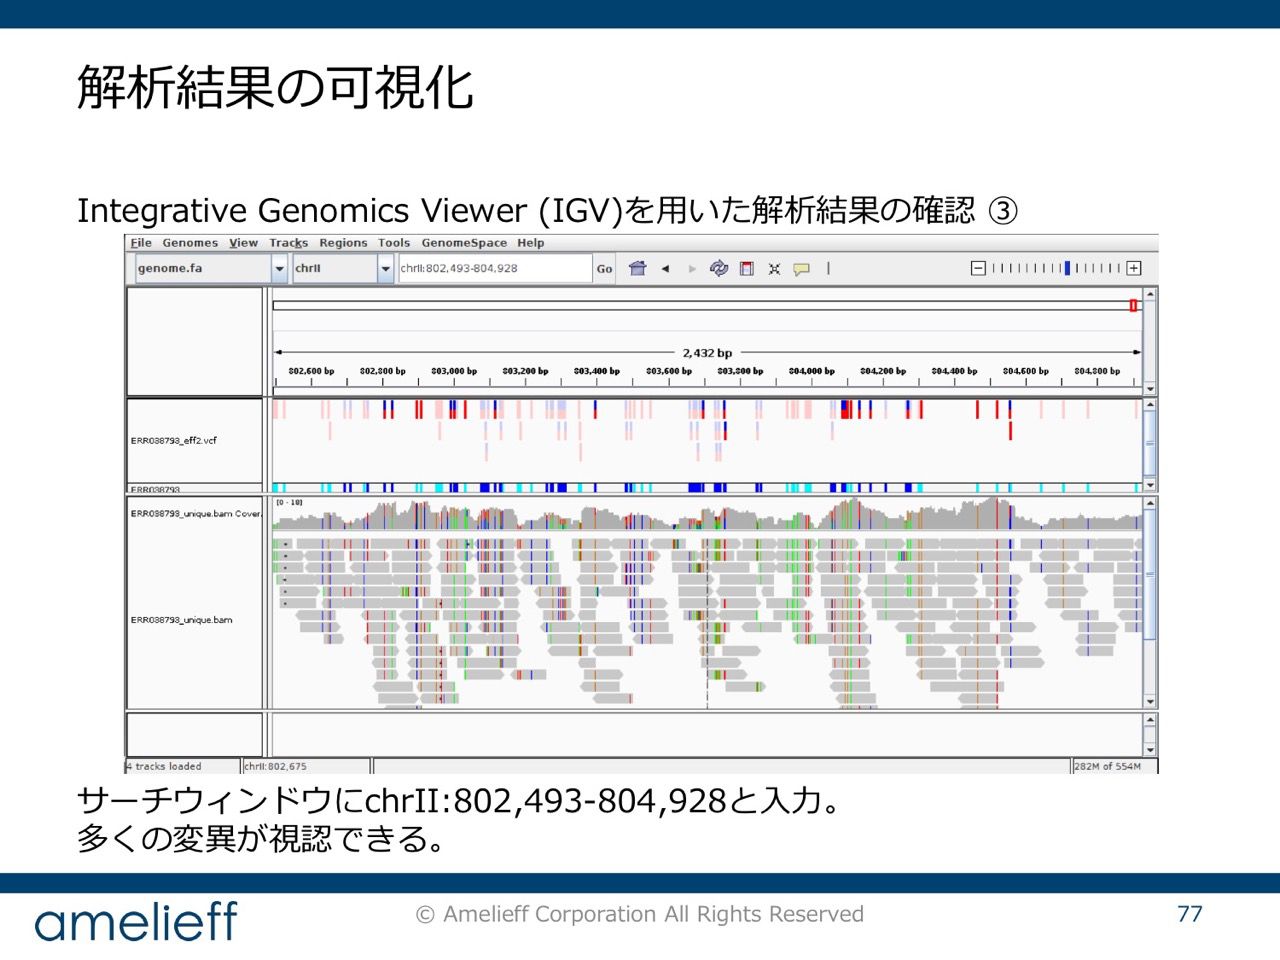 解析結果の可視化
Integrative Genomics Viewer (IGV)を用いた解析結果の確認 ③
File Genomes View Tracks Regions Tools GenomeSpace Help
genome.fa chrII chrII:802,493-804,928 Go
2,432 bp
802,600 bp 802,800 bp 803,000 bp 803,200 bp 803,400 bp 803,600 bp 803,800 bp 804,000 bp 804,200 bp 804,400 bp 804,600 bp 804,800 bp
ERR038793_eff2.vcf
ERR038793
[0 - 18]
ERR038793_unique.bam Cover
ERR038793_unique.bam
4 tracks loaded chrII:802,675 282M of 554M
サーチウィンドウにchrII:802,493-804,928と入力。
多くの変異が視認できる。
amelieff © Amelieff Corporation All Rights Reserved 77